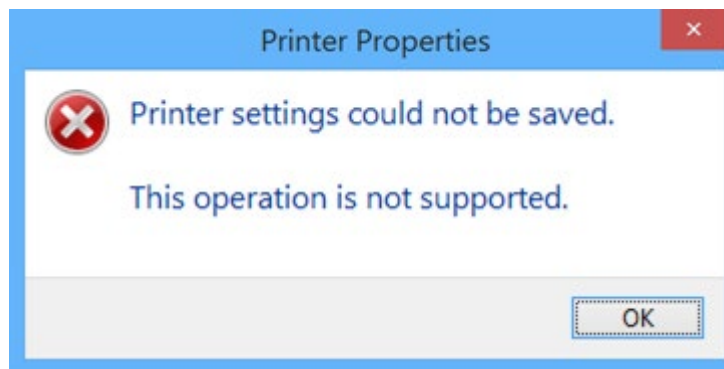 Printer Properties
Printer settings could not be saved.
This operation is not supported.
OK